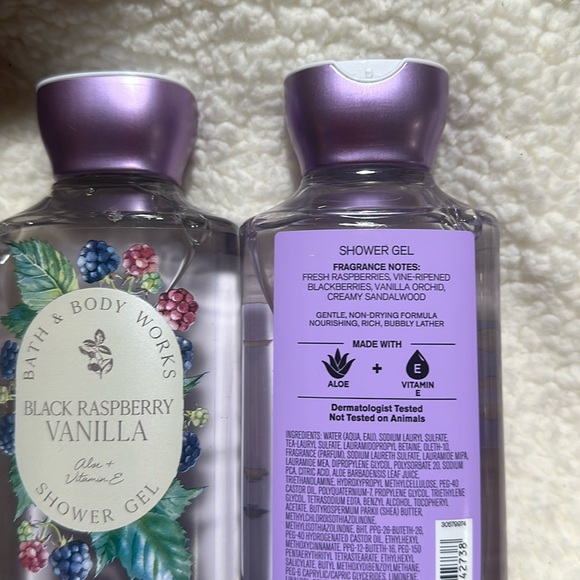 BATH & BODY WORKS
BLACK RASPBERRY
VANILLA
Aloe +
Vitamin E
SHOWER GEL
SHOWER GEL
FRAGRANCE NOTES:
FRESH RASPBERRIES, VINE-RIPENED
BLACKBERRIES, VANILLA ORCHID,
CREAMY SANDALWOOD
GENTLE, NON-DRYING FORMULA
NOURISHING, RICH, BUBBLY LATHER
MADE WITH
ALOE
+
E
VITAMIN
E
Dermatologist Tested
Not Tested on Animals
INGREDIENTS: WATER (AQUA, EAU), SODIUM LAURYL SULFATE,
TEA-LAURYL SULFATE, LAURAMIDOPROPYL BETAINE, OLETH-10,
FRAGRANCE (PARFUM), SODIUM LAURETH SULFATE, LAURAMIDE MIPA,
LAURAMIDE MEA, DIPROPYLENE GLYCOL, POLYSORBATE 20, SODIUM
PCA, CITRIC ACID, ALOE BARBADENSIS LEAF JUICE,
TRIETHANOLAMINE, HYDROXYPROPYL METHYLCELLULOSE, PEG-40
CASTOR OIL, POLYQUATERNIUM-7, PROPYLENE GLYCOL, TRIETHYLENE
GLYCOL, TETRASODIUM EDTA, BENZYL ALCOHOL, TOCOPHERYL
ACETATE, BUTYROSPERMUM PARKII (SHEA) BUTTER,
METHYLCHLOROISOTHIAZOLINONE,
METHYLISOTHIAZOLINONE, BHT, PPG-26-BUTETH-26,
PEG-40 HYDROGENATED CASTOR OIL, ETHYLHEXYL
METHOXYCINNAMATE, PPG-12-BUTETH-16, PEG-150
PENTAERYTHRITYL TETRASTEARATE, ETHYLHEXYL
SALICYLATE, BUTYL METHOXYDIBENZOYLMETHANE,
PEG-6 CAPRYLIC/CAPRIC GLYCERIDES, LIMONENE
30679974
42738